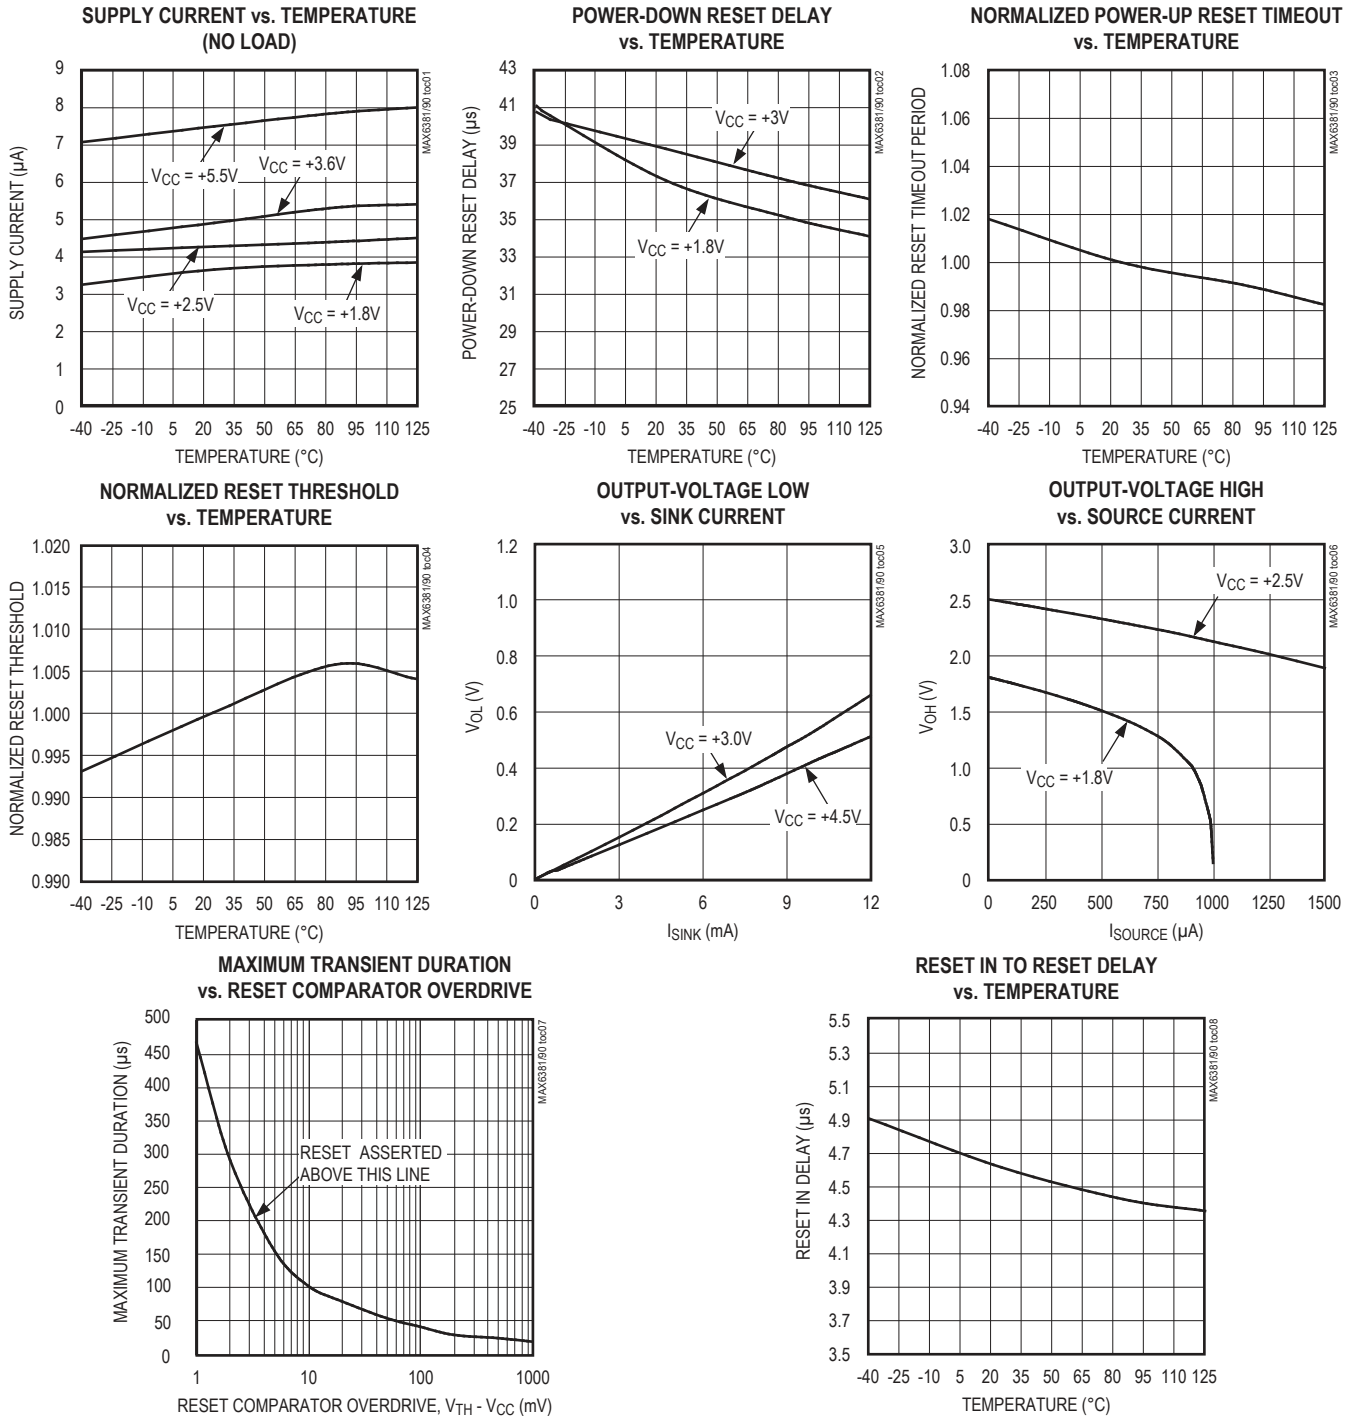 SUPPLY CURRENT vs. TEMPERATURE
(NO LOAD)
9
8
7
6
5
4
3
2
1
0
SUPPLY CURRENT (µA)
VCC = +5.5V
VCC = +3.6V
VCC = +2.5V
VCC = +1.8V
MAX6381/90 toc01
-40 -25 -10 5 20 35 50 65 80 95 110 125
TEMPERATURE (°C)
POWER-DOWN RESET DELAY
vs. TEMPERATURE
43
41
39
37
35
33
31
29
27
25
POWER-DOWN RESET DELAY (µs)
VCC = +3V
VCC = +1.8V
MAX6381/90 toc02
-40 -25 -10 5 20 35 50 65 80 95 110 125
TEMPERATURE (°C)
NORMALIZED POWER-UP RESET TIMEOUT
vs. TEMPERATURE
1.08
1.06
1.04
1.02
1.00
0.98
0.96
0.94
NORMALIZED RESET TIMEOUT PERIOD
MAX6381/90 toc03
-40 -25 -10 5 20 35 50 65 80 95 110 125
TEMPERATURE (°C)
NORMALIZED RESET THRESHOLD
vs. TEMPERATURE
1.020
1.015
1.010
1.005
1.000
0.995
0.990
0.985
0.990
NORMALIZED RESET THRESHOLD
MAX6381/90 toc04
-40 -25 -10 5 20 35 50 65 80 95 110 125
TEMPERATURE (°C)
OUTPUT-VOLTAGE LOW
vs. SINK CURRENT
1.2
1.0
0.8
0.6
0.4
0.2
0
VOL (V)
VCC = +3.0V
VCC = +4.5V
MAX6381/90 toc05
0 3 6 9 12
ISINK (mA)
OUTPUT-VOLTAGE HIGH
vs. SOURCE CURRENT
3.0
2.5
2.0
1.5
1.0
0.5
0
VOH (V)
VCC = +2.5V
VCC = +1.8V
MAX6381/90 toc06
0 250 500 750 1000 1250 1500
ISOURCE (µA)
MAXIMUM TRANSIENT DURATION
vs. RESET COMPARATOR OVERDRIVE
500
450
400
350
300
250
200
150
100
50
0
MAXIMUM TRANSIENT DURATION (µs)
RESET ASSERTED
ABOVE THIS LINE
MAX6381/90 toc07
1 10 100 1000
RESET COMPARATOR OVERDRIVE, VTH - VCC (mV)
RESET IN TO RESET DELAY
vs. TEMPERATURE
5.5
5.3
5.1
4.9
4.7
4.5
4.3
4.1
3.9
3.7
3.5
RESET IN DELAY (µs)
MAX6381/90 toc08
-40 -25 -10 5 20 35 50 65 80 95 110 125
TEMPERATURE (°C)